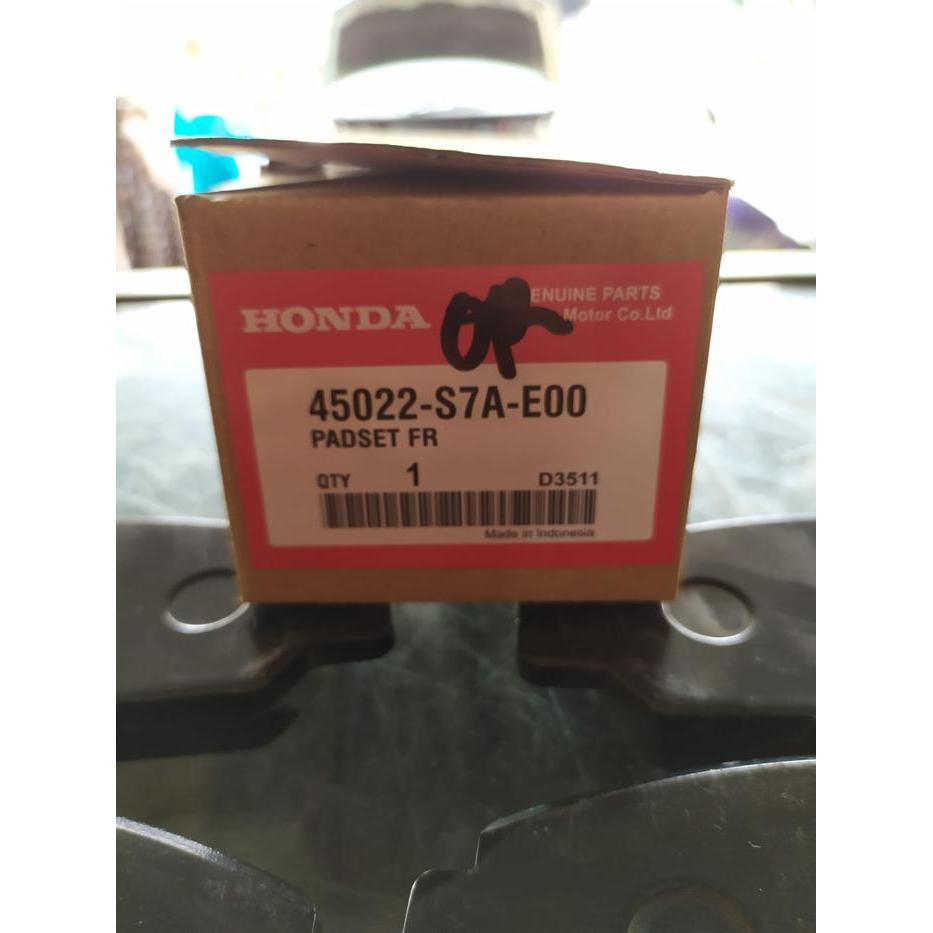 HONDA
ENUINE PARTS
Motor Co.Ltd
45022-S7A-E00
PADSET FR
QTY 1 D3511
Made in Indonesia